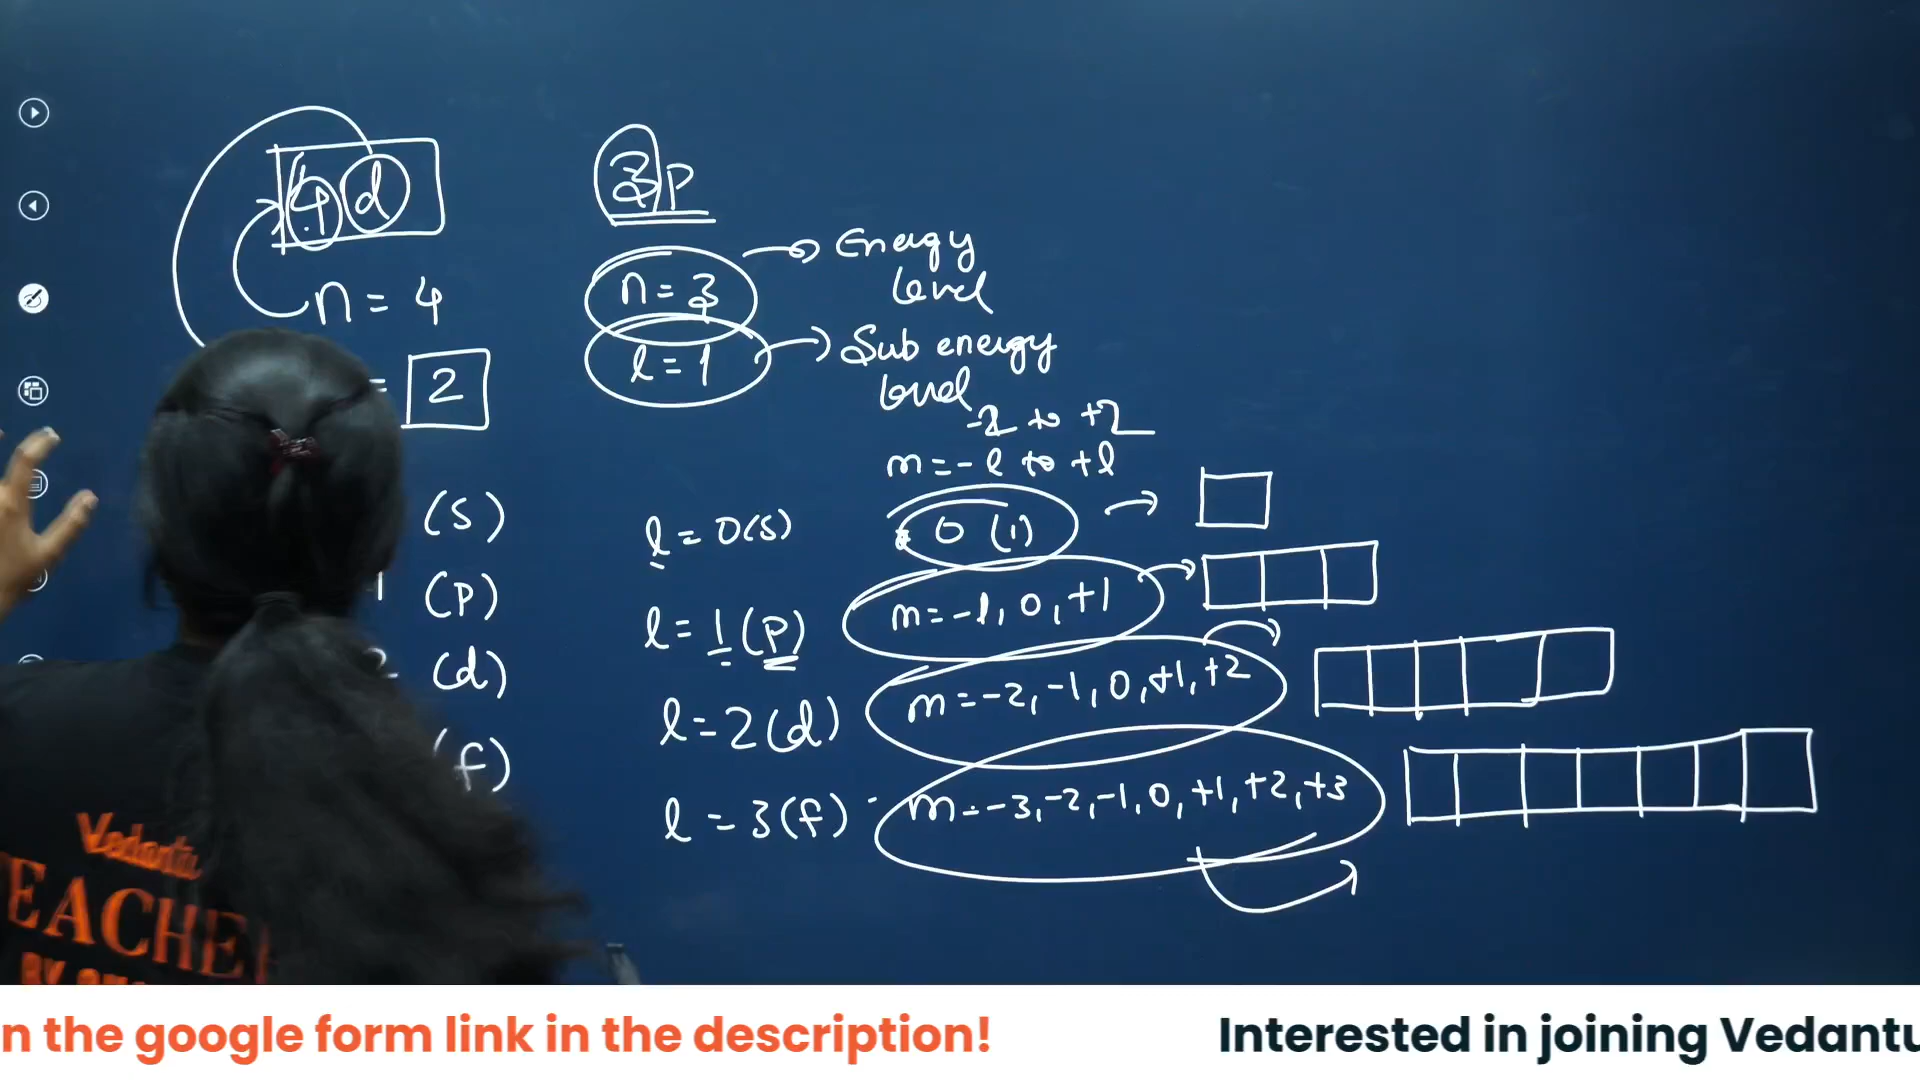 4d
n = 4
= 2
(s)
(p)
(d)
(f)
3p
n = 3 → Energy
level
l = 1 → Sub energy
level
-2 to +2
m = -l to +l
l = 0(s) 0 (1) →
l = 1(p) m = -1, 0, +1 →
l = 2(d) m = -2, -1, 0, +1, +2
l = 3(f) m = -3, -2, -1, 0, +1, +2, +3
Vedantu
TEACHE
n the google form link in the description! Interested in joining Vedantu